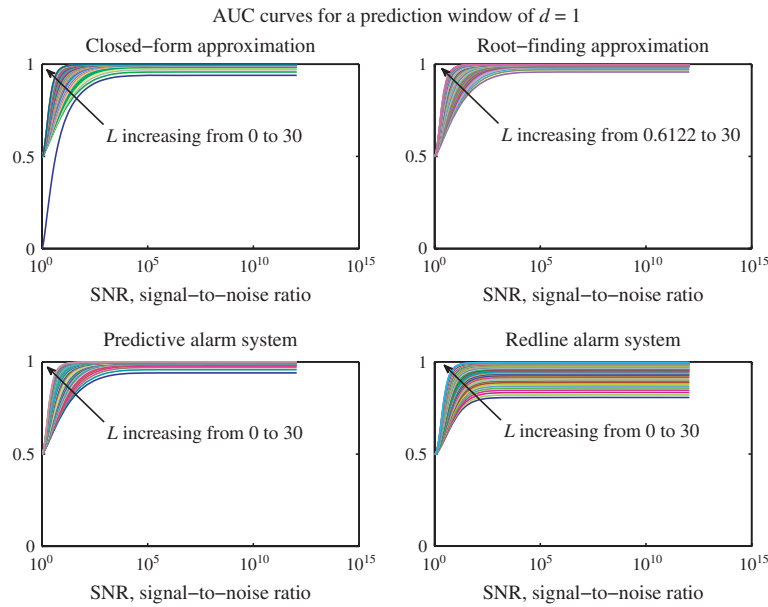 AUC curves for a prediction window of d = 1
Closed–form approximation
1
0.5
0
L increasing from 0 to 30
10^0 10^5 10^10 10^15
SNR, signal-to-noise ratio
Root-finding approximation
1
0.5
0
L increasing from 0.6122 to 30
10^0 10^5 10^10 10^15
SNR, signal-to-noise ratio
Predictive alarm system
1
0.5
0
L increasing from 0 to 30
10^0 10^5 10^10 10^15
SNR, signal-to-noise ratio
Redline alarm system
1
0.5
0
L increasing from 0 to 30
10^0 10^5 10^10 10^15
SNR, signal-to-noise ratio